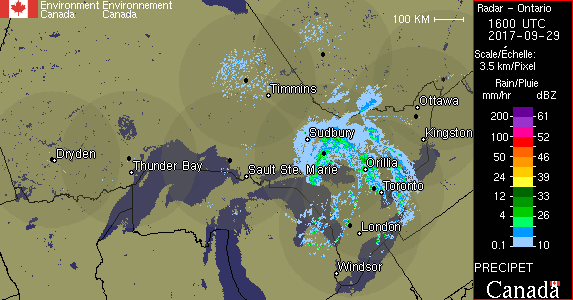 Environment Environnement
Canada Canada
100 KM
Timmins
Ottawa
Sudbury
Kingston
Dryden
Thunder Bay
Sault Ste. Marie
Orillia
Toronto
London
Windsor
Radar - Ontario
1600 UTC
2017-09-29
Scale/Échelle:
3.5 km/Pixel
Rain/Pluie
mm/hr dBZ
200 61
100 52
50 46
24 39
12 33
4 26
0.1 10
PRECIPET
Canada